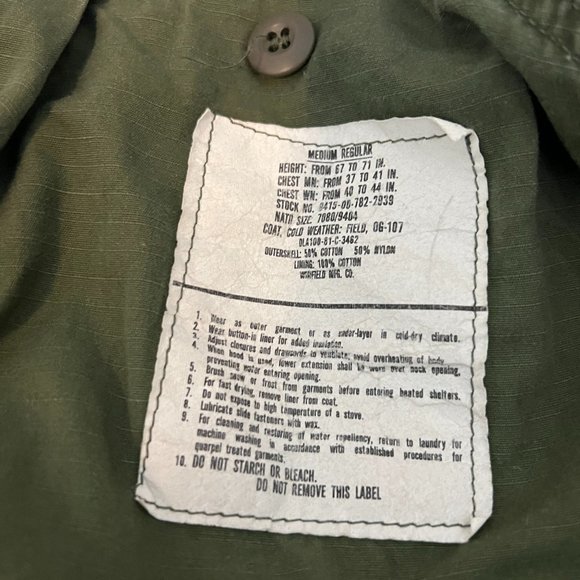 MEDIUM REGULAR
HEIGHT: FROM 67 TO 71 IN.
CHEST MN: FROM 37 TO 41 IN.
CHEST WN: FROM 40 TO 44 IN.
STOCK NO. 8415-00-782-2939
NATO SIZE: 7080/9404
COAT, COLD WEATHER: FIELD, OG-107
DLA100-81-C-3462
OUTERSHELL: 50% COTTON 50% NYLON
LINING: 100% COTTON
WINFIELD MFG. CO.
1. Wear as outer garment or as under-layer in cold-dry climate.
2. Wear button-in liner for added insulation.
3. Adjust closures and drawcords to ventilate; avoid overheating of body.
4. When hood is used, lower extension shall be worn over neck opening,
preventing water entering opening.
5. Brush snow or frost from garments before entering heated shelters.
6. For fast drying, remove liner from coat.
7. Do not expose to high temperature of a stove.
8. Lubricate slide fasteners with wax.
9. For cleaning and restoring of water repellency, return to laundry for
machine washing in accordance with established procedures for
quarpel treated garments.
10. DO NOT STARCH OR BLEACH.
DO NOT REMOVE THIS LABEL